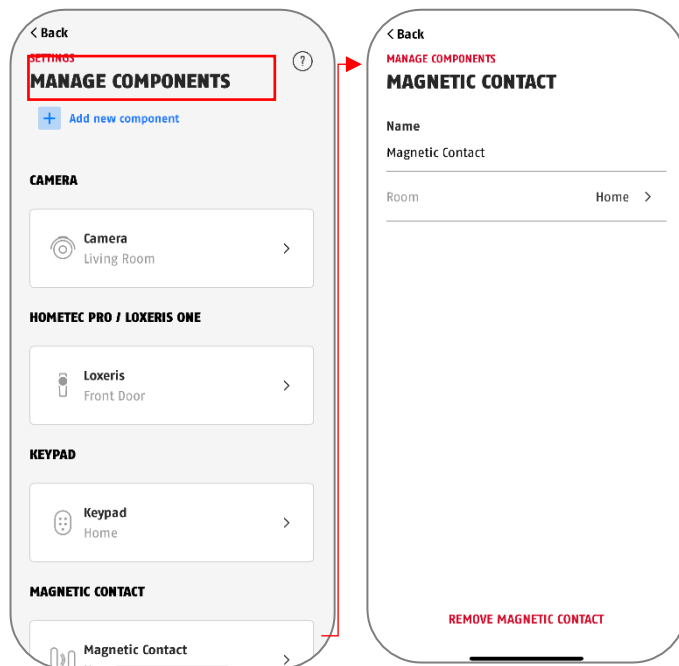 < Back
SETTINGS
?
MANAGE COMPONENTS
+ Add new component
CAMERA
Camera
Living Room
HOMETEC PRO / LOXERIS ONE
Loxeris
Front Door
KEYPAD
Keypad
Home
MAGNETIC CONTACT
Magnetic Contact
< Back
MANAGE COMPONENTS
MAGNETIC CONTACT
Name
Magnetic Contact
Room Home >
REMOVE MAGNETIC CONTACT